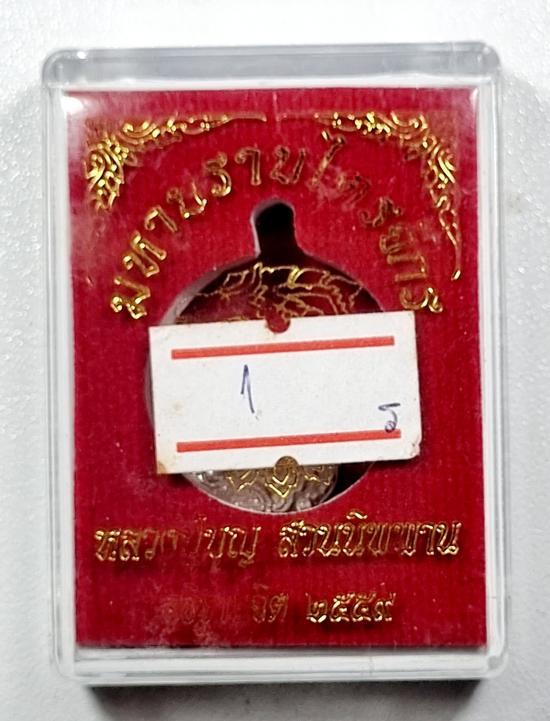 มหาปราบไตรจักร
1
หลวงปู่บุญ สวนนิพพาน
๒๕๕๙